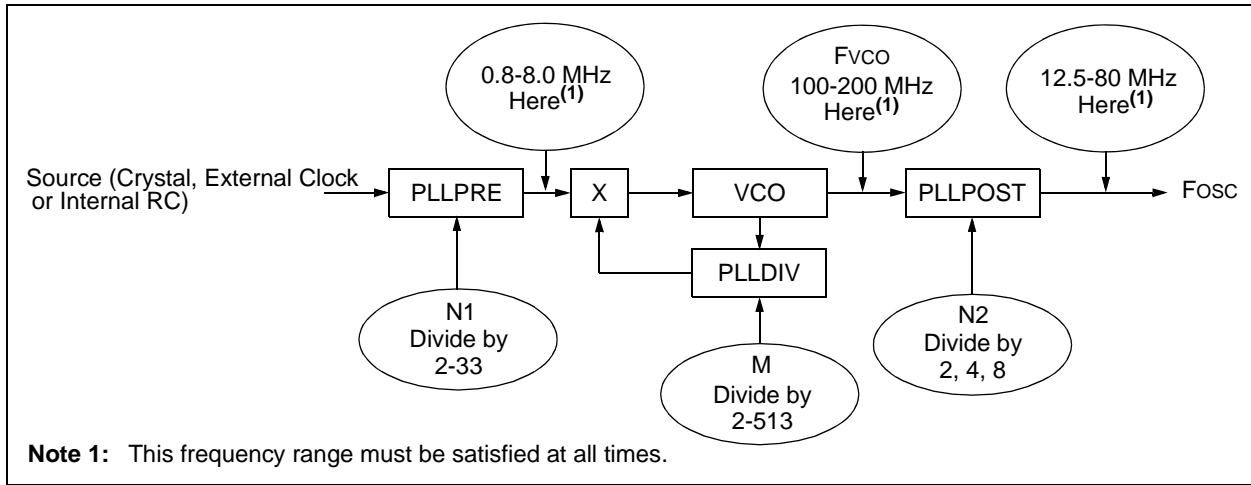 0.8-8.0 MHz
Here(1)
FVCO
100-200 MHz
Here(1)
12.5-80 MHz
Here(1)
Source (Crystal, External Clock
or Internal RC)
PLLPRE
X
VCO
PLLPOST
FOSC
PLLDIV
N1
Divide by
2-33
M
Divide by
2-513
N2
Divide by
2, 4, 8
Note 1: This frequency range must be satisfied at all times.